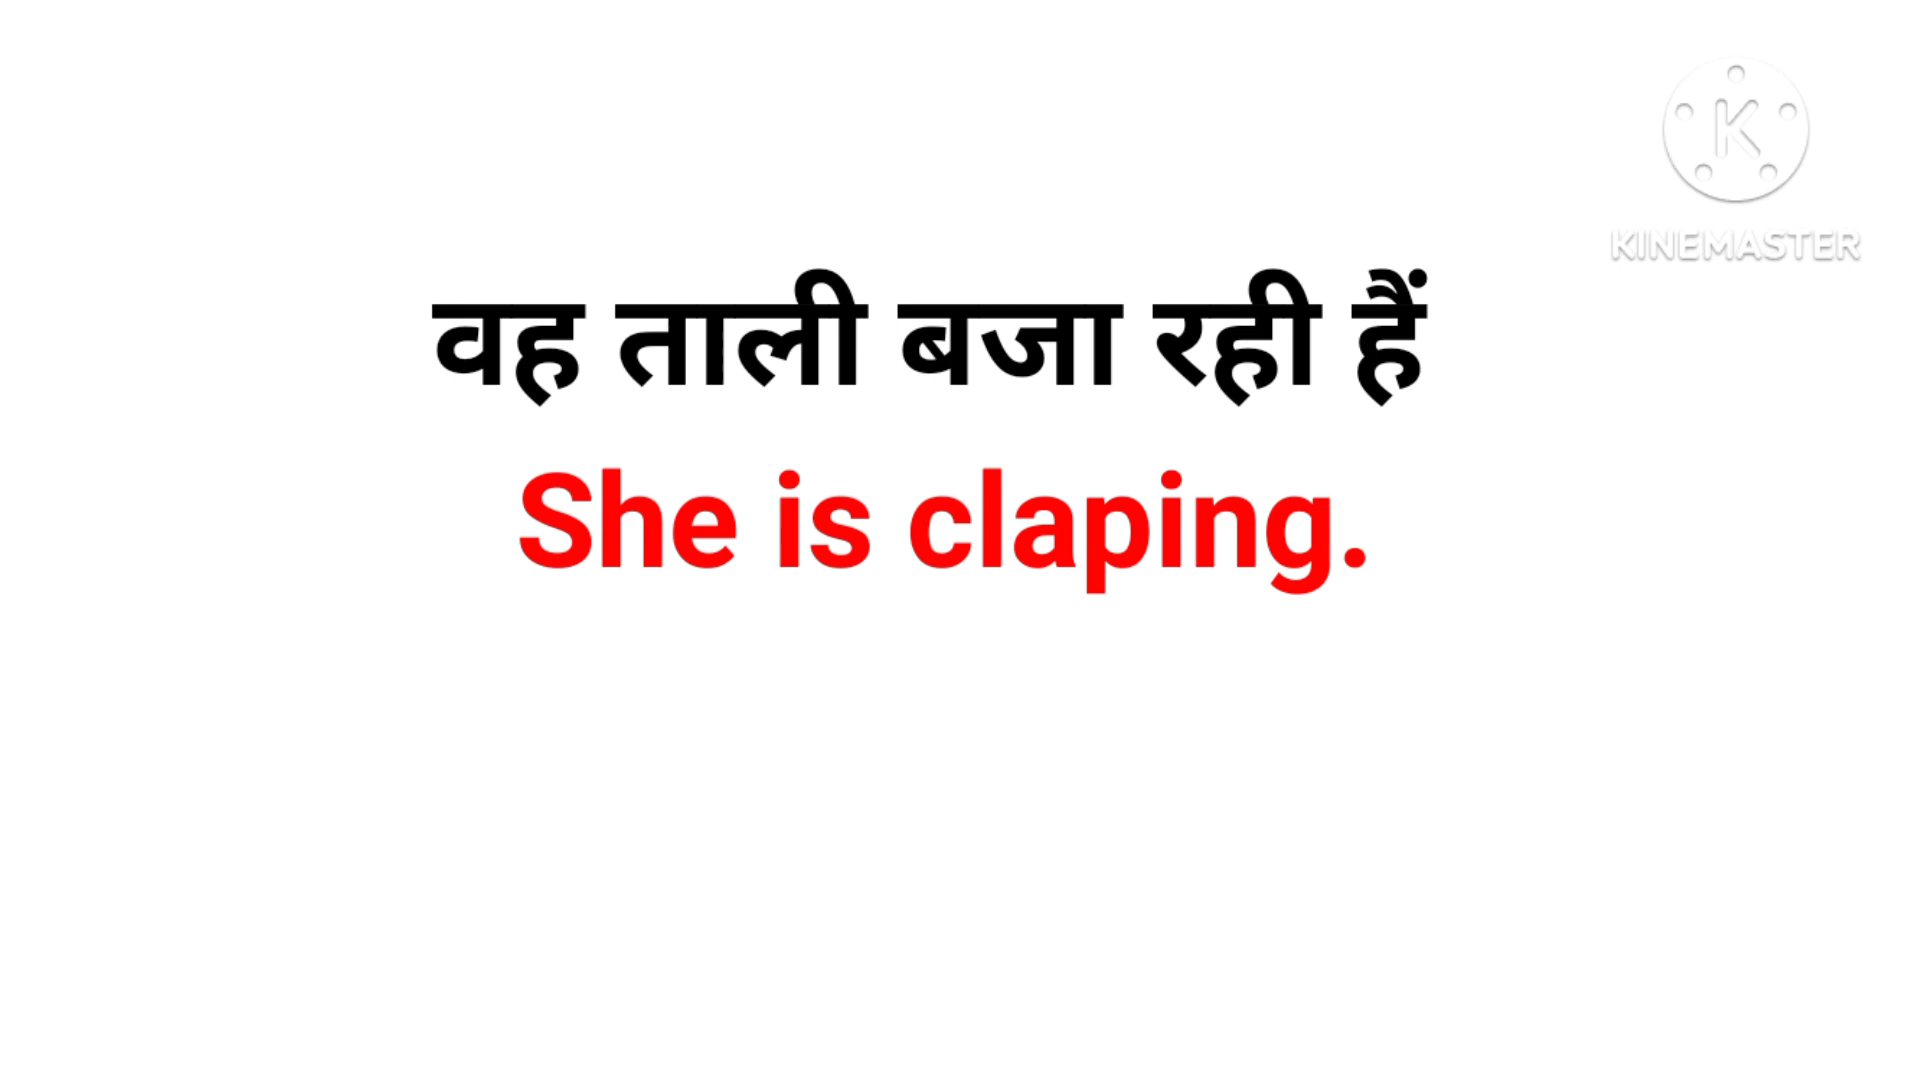 KINEMASTER
वह ताली बजा रही हैं
She is claping.